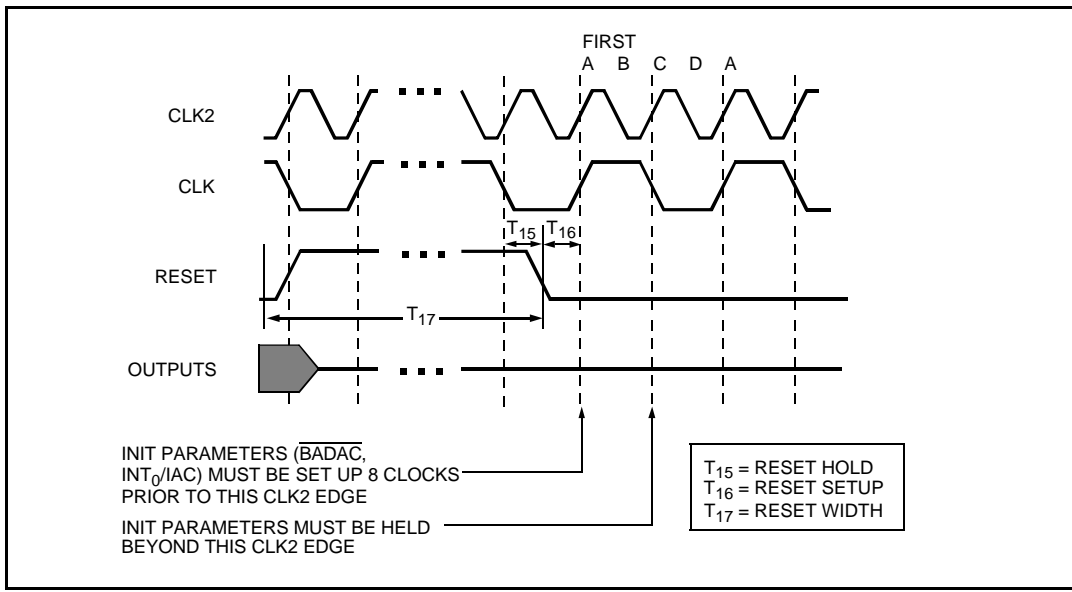 FIRST
A B C D A
CLK2
CLK
T15 T16
RESET
T17
OUTPUTS
INIT PARAMETERS (BADAC,
INT0/IAC) MUST BE SET UP 8 CLOCKS
PRIOR TO THIS CLK2 EDGE
INIT PARAMETERS MUST BE HELD
BEYOND THIS CLK2 EDGE
T15 = RESET HOLD
T16 = RESET SETUP
T17 = RESET WIDTH